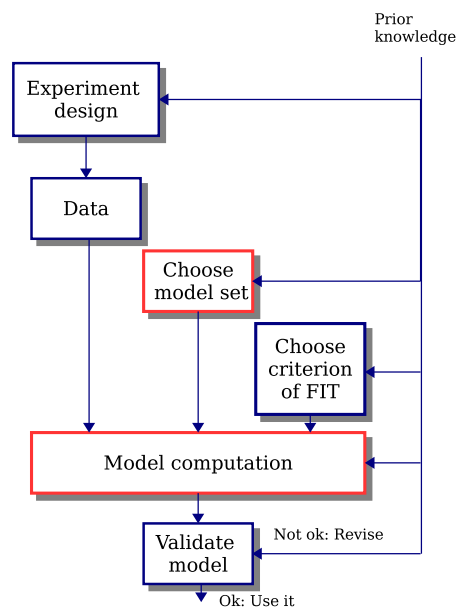 Prior
knowledge
Experiment
design
Data
Choose
model set
Choose
criterion
of FIT
Model computation
Not ok: Revise
Validate
model
Ok: Use it